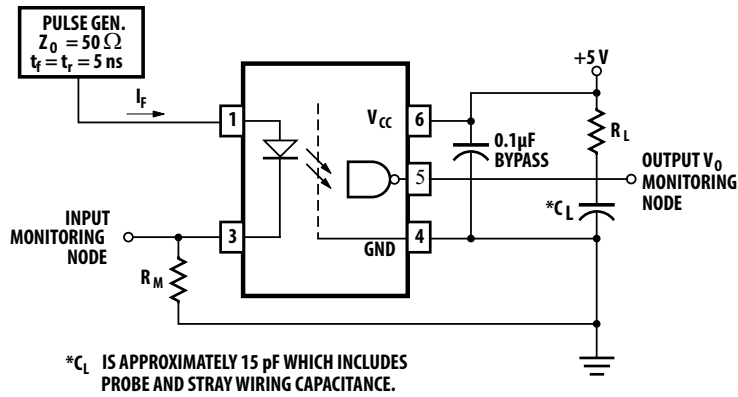 PULSE GEN.
Z0 = 50 Ω
tf = tr = 5 ns
IF
1
VCC
6
0.1µF
BYPASS
+5 V
RL
5
OUTPUT V0
MONITORING
NODE
*CL
INPUT
MONITORING
NODE
3
GND
4
RM
*CL IS APPROXIMATELY 15 pF WHICH INCLUDES
PROBE AND STRAY WIRING CAPACITANCE.